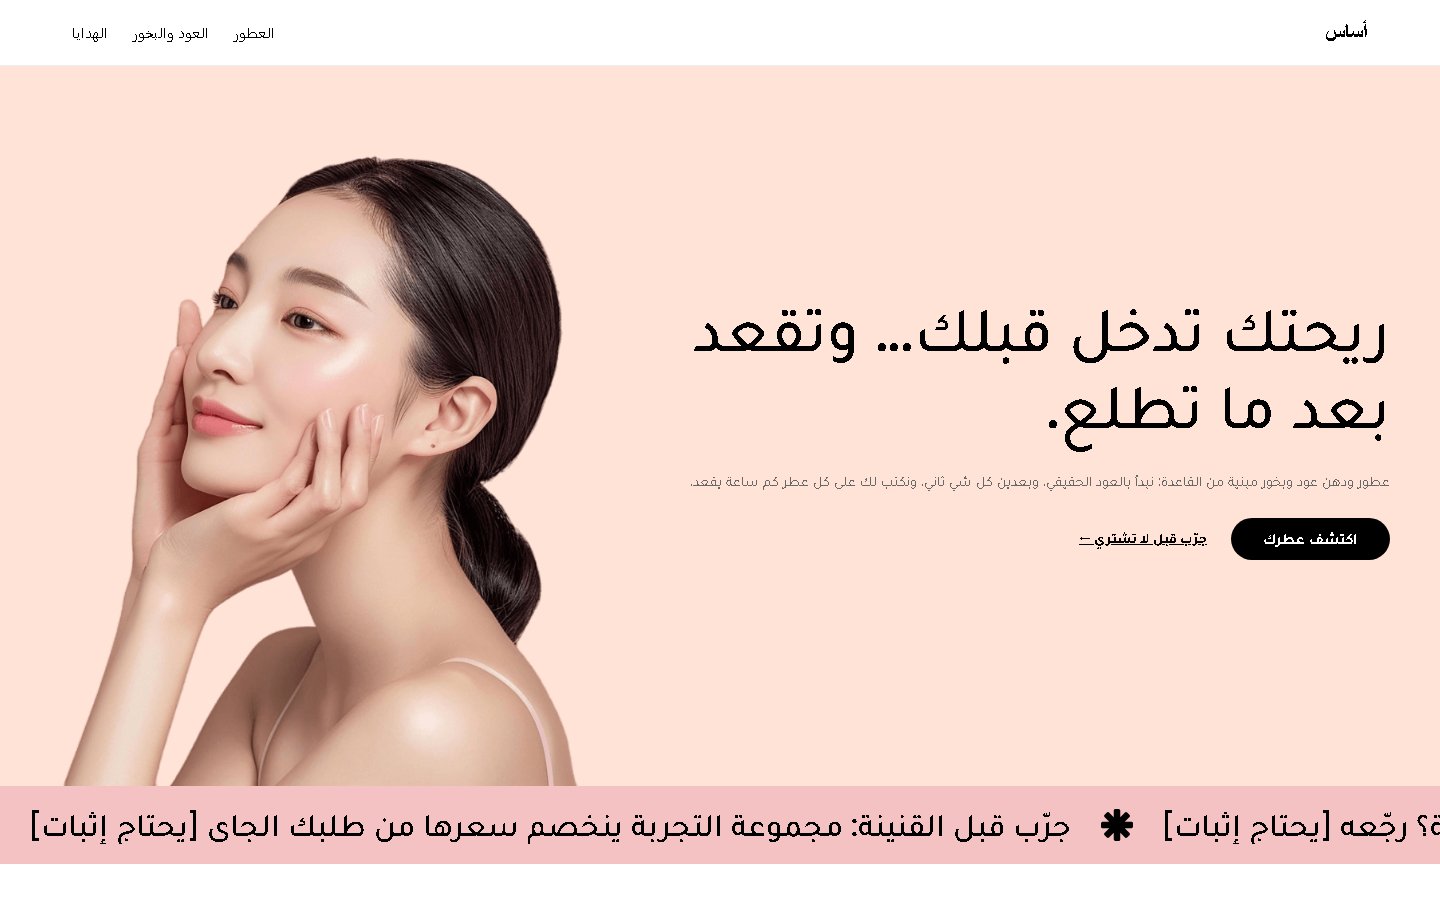 أساس
العطور
العود والبخور
الهدايا
ريحتك تدخل قبلك... وتقعد
بعد ما تطلع.
عطور ودهن عود وبخور مبنية من القاعدة: نبدأ بالعود الحقيقي، وبعدين كل شي ثاني. ونكتب لك على كل عطر كم ساعة يقعد.
اكتشف عطرك
جرّب قبل لا تشتري ←
ة؟ رجّعه [يحتاج إثبات] ✱ جرّب قبل القنينة: مجموعة التجربة ينخصم سعرها من طلبك الجاي [يحتاج إثبات]